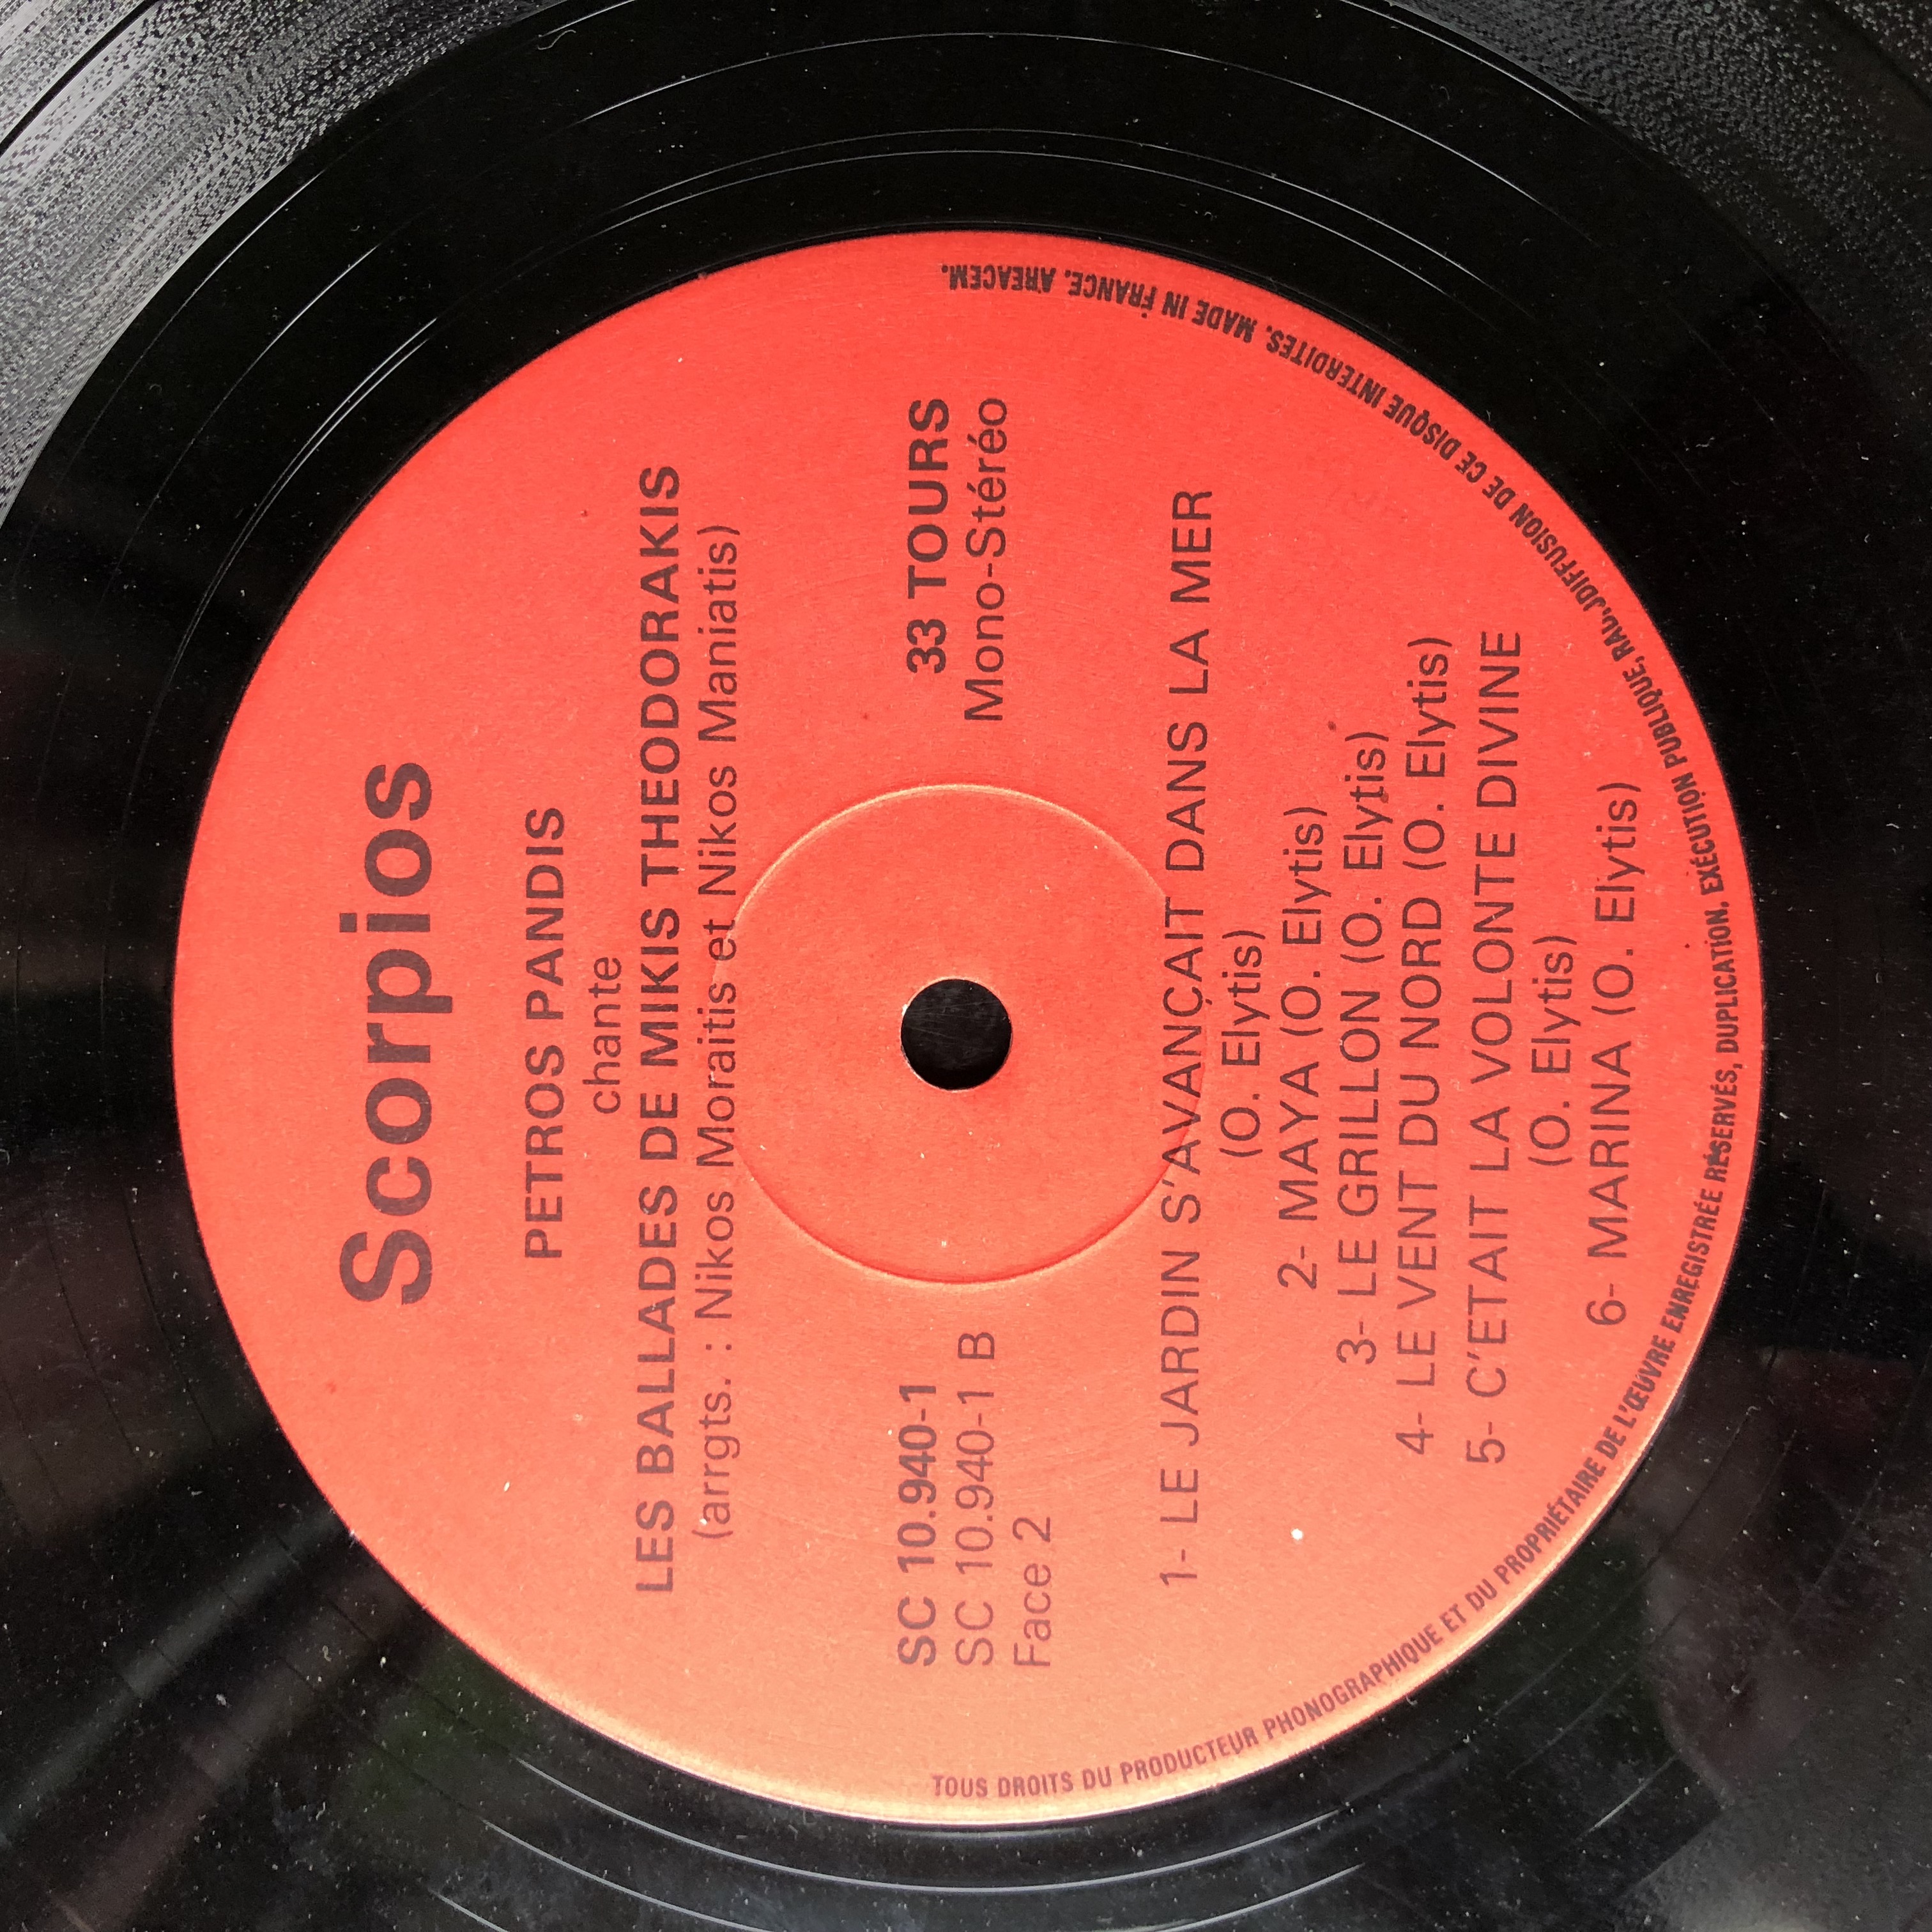 Scorpios
PETROS PANDIS
chante
LES BALLADES DE MIKIS THEODORAKIS
(arrgts. : Nikos Moraitis et Nikos Maniatis)
SC 10.940-1
SC 10.940-1 B
Face 2
33 TOURS
Mono-Stéréo
1- LE JARDIN S'AVANÇAIT DANS LA MER
(O. Elytis)
2- MAYA (O. Elytis)
3- LE GRILLON (O. Elytis)
4- LE VENT DU NORD (O. Elytis)
5- C'ETAIT LA VOLONTE DIVINE
(O. Elytis)
6- MARINA (O. Elytis)
TOUS DROITS DU PRODUCTEUR PHONOGRAPHIQUE ET DU PROPRIÉTAIRE DE L'ŒUVRE ENREGISTRÉE RÉSERVÉS, DUPLICATION, EXÉCUTION PUBLIQUE, RADJDIFFUSION DE CE DISQUE INTERDITES. MADE IN FRANCE. AREACEM.